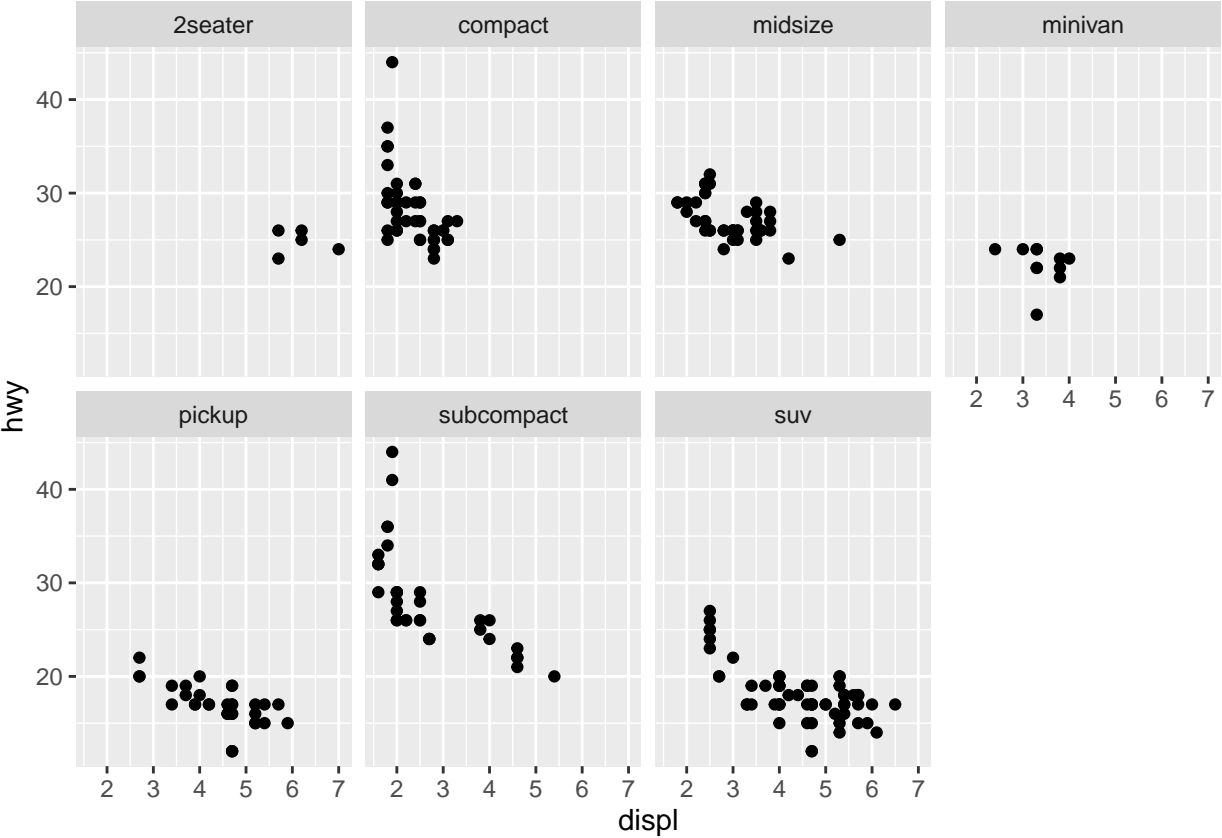 2seater compact midsize minivan
40
30
20
2 3 4 5 6 7
hwy
pickup subcompact suv
40
30
20
2 3 4 5 6 7 2 3 4 5 6 7 2 3 4 5 6 7
displ